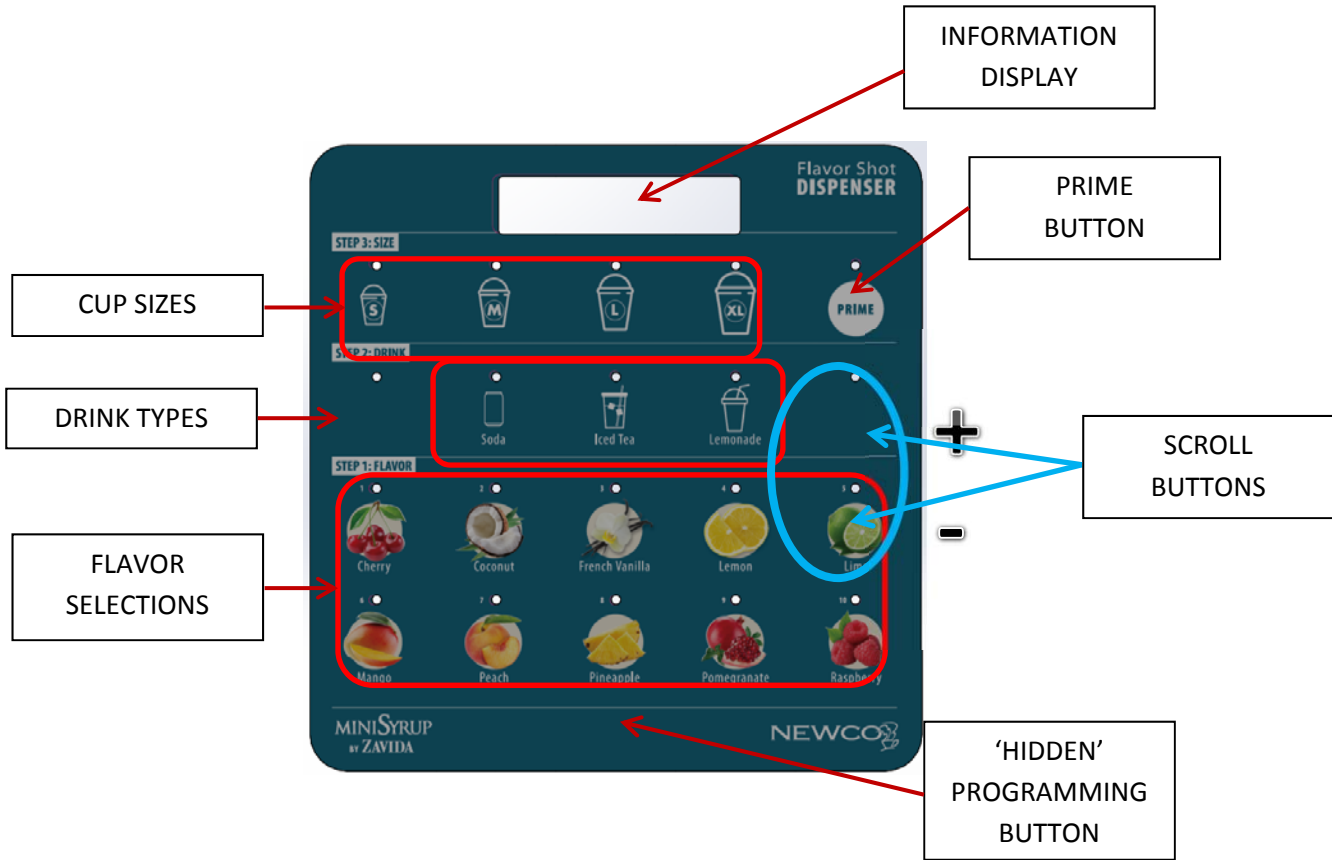 INFORMATION
DISPLAY
Flavor Shot
DISPENSER
PRIME
BUTTON
STEP 3: SIZE
CUP SIZES
S
M
L
XL
PRIME
STEP 2: DRINK
DRINK TYPES
Soda
Iced Tea
Lemonade
+
SCROLL
BUTTONS
-
STEP 1: FLAVOR
1
2
3
4
5
FLAVOR
SELECTIONS
Cherry
Coconut
French Vanilla
Lemon
Lime
6
7
8
9
10
Mango
Peach
Pineapple
Pomegranate
Raspberry
MINISYRUP
BY ZAVIDA
NEWCO
'HIDDEN'
PROGRAMMING
BUTTON